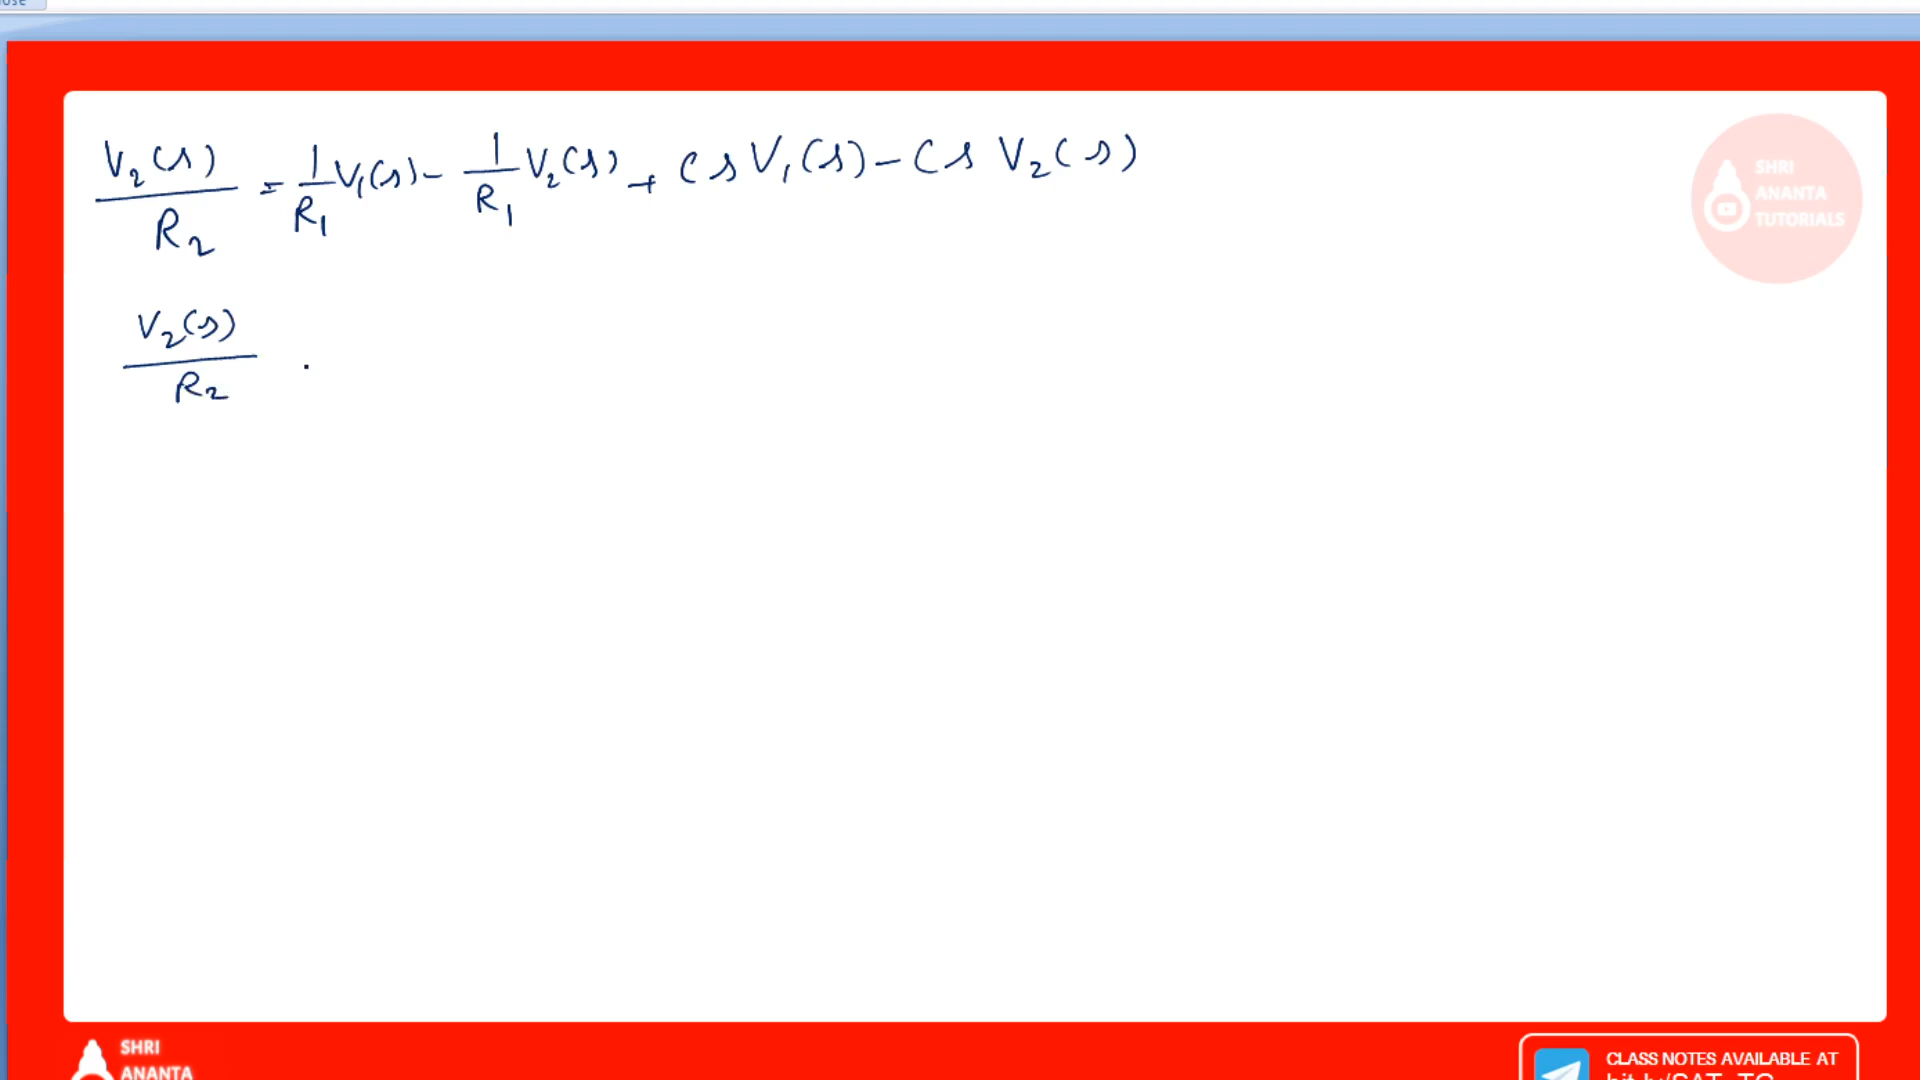 V₂(s)/R₂ = 1/R₁ V₁(s) - 1/R₁ V₂(s) + Cs V₁(s) - Cs V₂(s)
SHRI
ANANTA
TUTORIALS
V₂(s)/R₂
SHRI
ANANTA
CLASS NOTES AVAILABLE AT